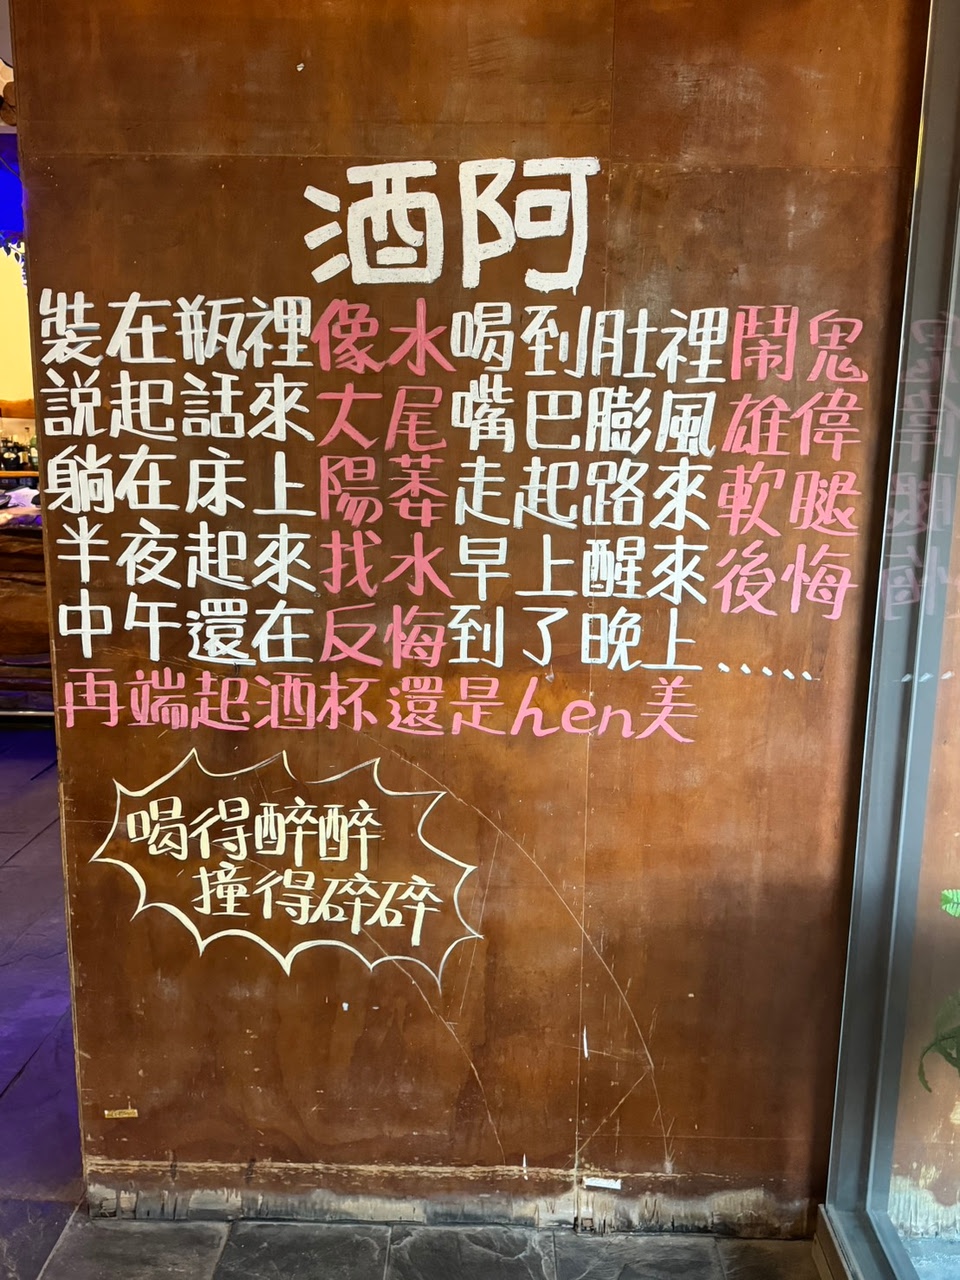 酒阿
裝在瓶裡像水喝到肚裡鬧鬼
説起話來大尾嘴巴膨風雄偉
躺在床上陽萎走起路來軟腿
半夜起來找水早上醒來後悔
中午還在反悔到了晚上.....
再端起酒杯還是hen美
喝得醉醉
撞得碎碎